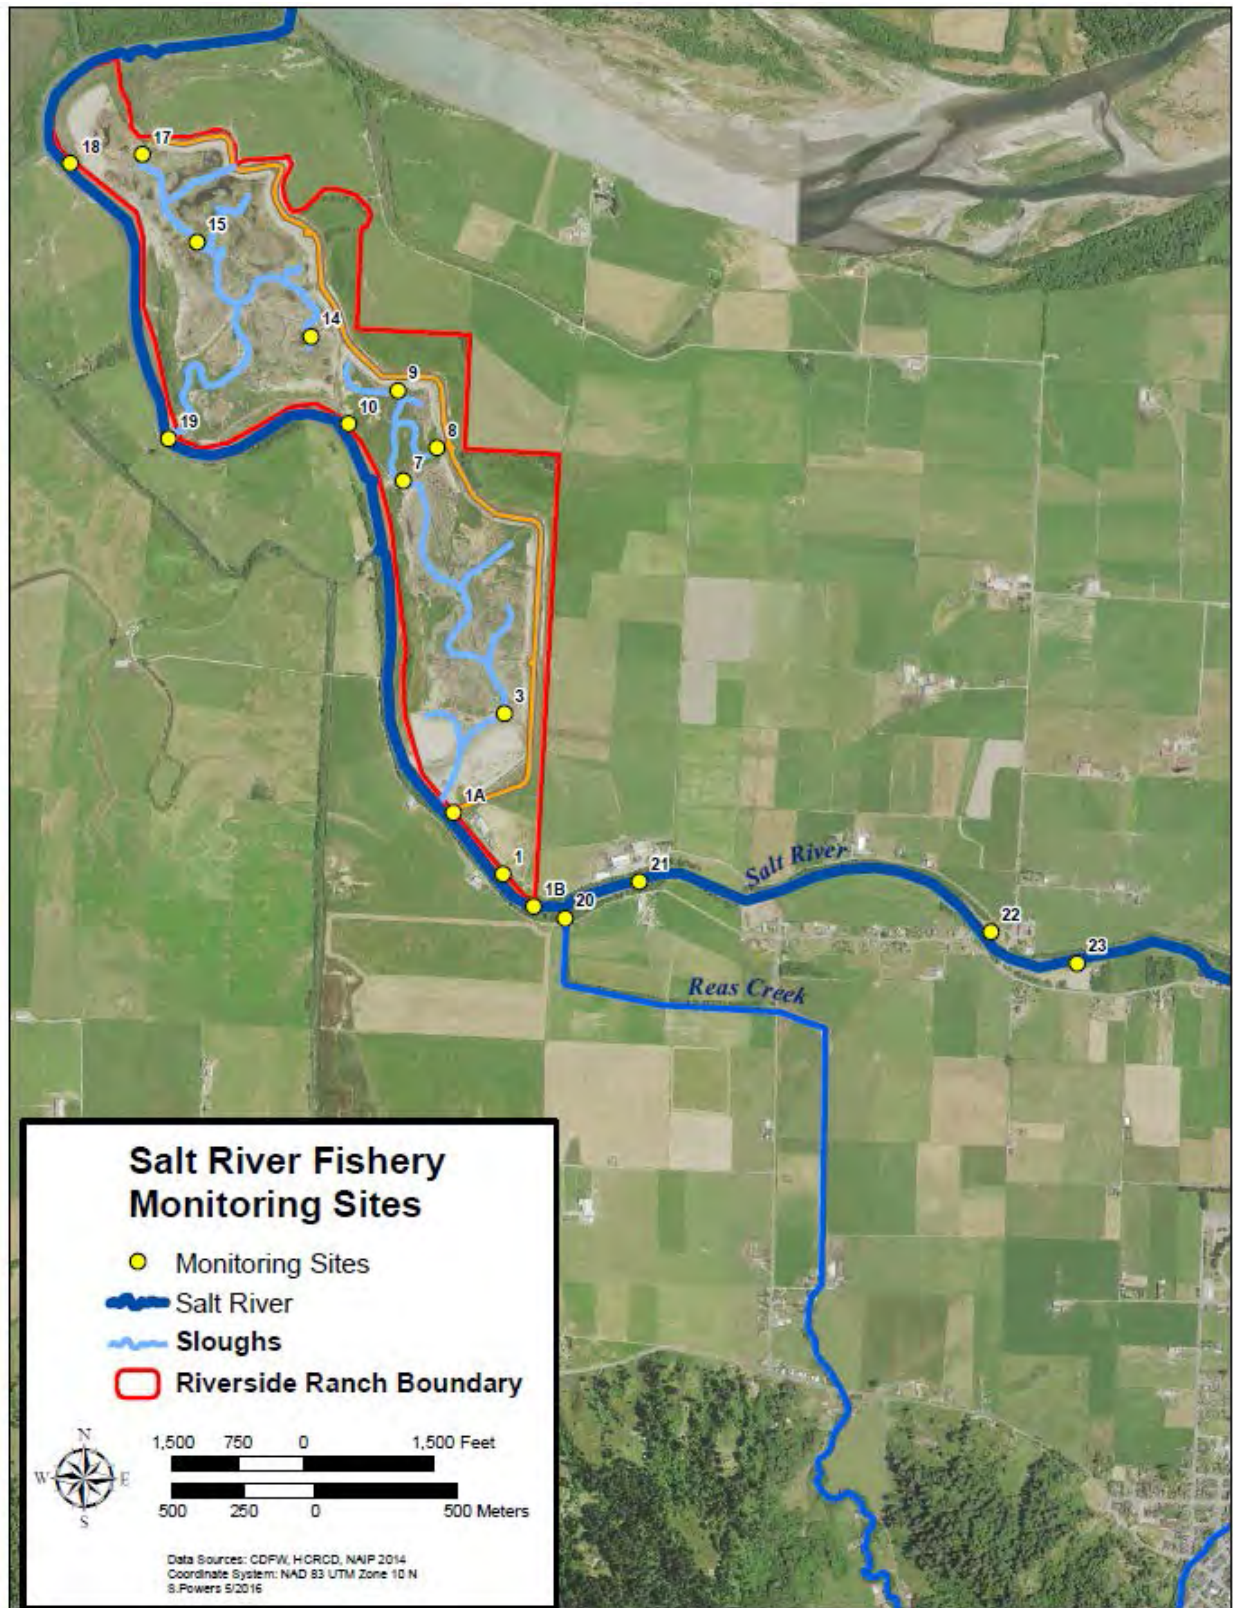 17
18
15
14
9
10
19
8
7
3
1A
1
1B
20
21
Salt River
22
23
Reas Creek
Salt River Fishery
Monitoring Sites
Monitoring Sites
Salt River
Sloughs
Riverside Ranch Boundary
N
W E
S
1,500 750 0 1,500 Feet
500 250 0 500 Meters
Data Sources: CDFW, HCRCD, NAIP 2014
Coordinate System: NAD 83 UTM Zone 10 N
S.Powers 5/2016